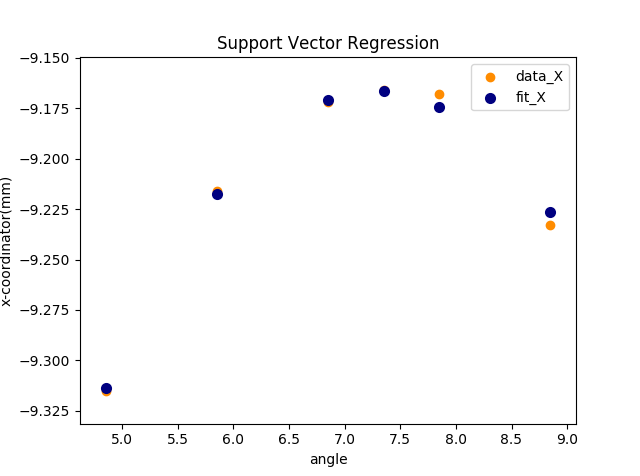 Support Vector Regression
data_X
fit_X
−9.150
−9.175
−9.200
−9.225
−9.250
−9.275
−9.300
−9.325
x-coordinator(mm)
5.0 5.5 6.0 6.5 7.0 7.5 8.0 8.5 9.0
angle